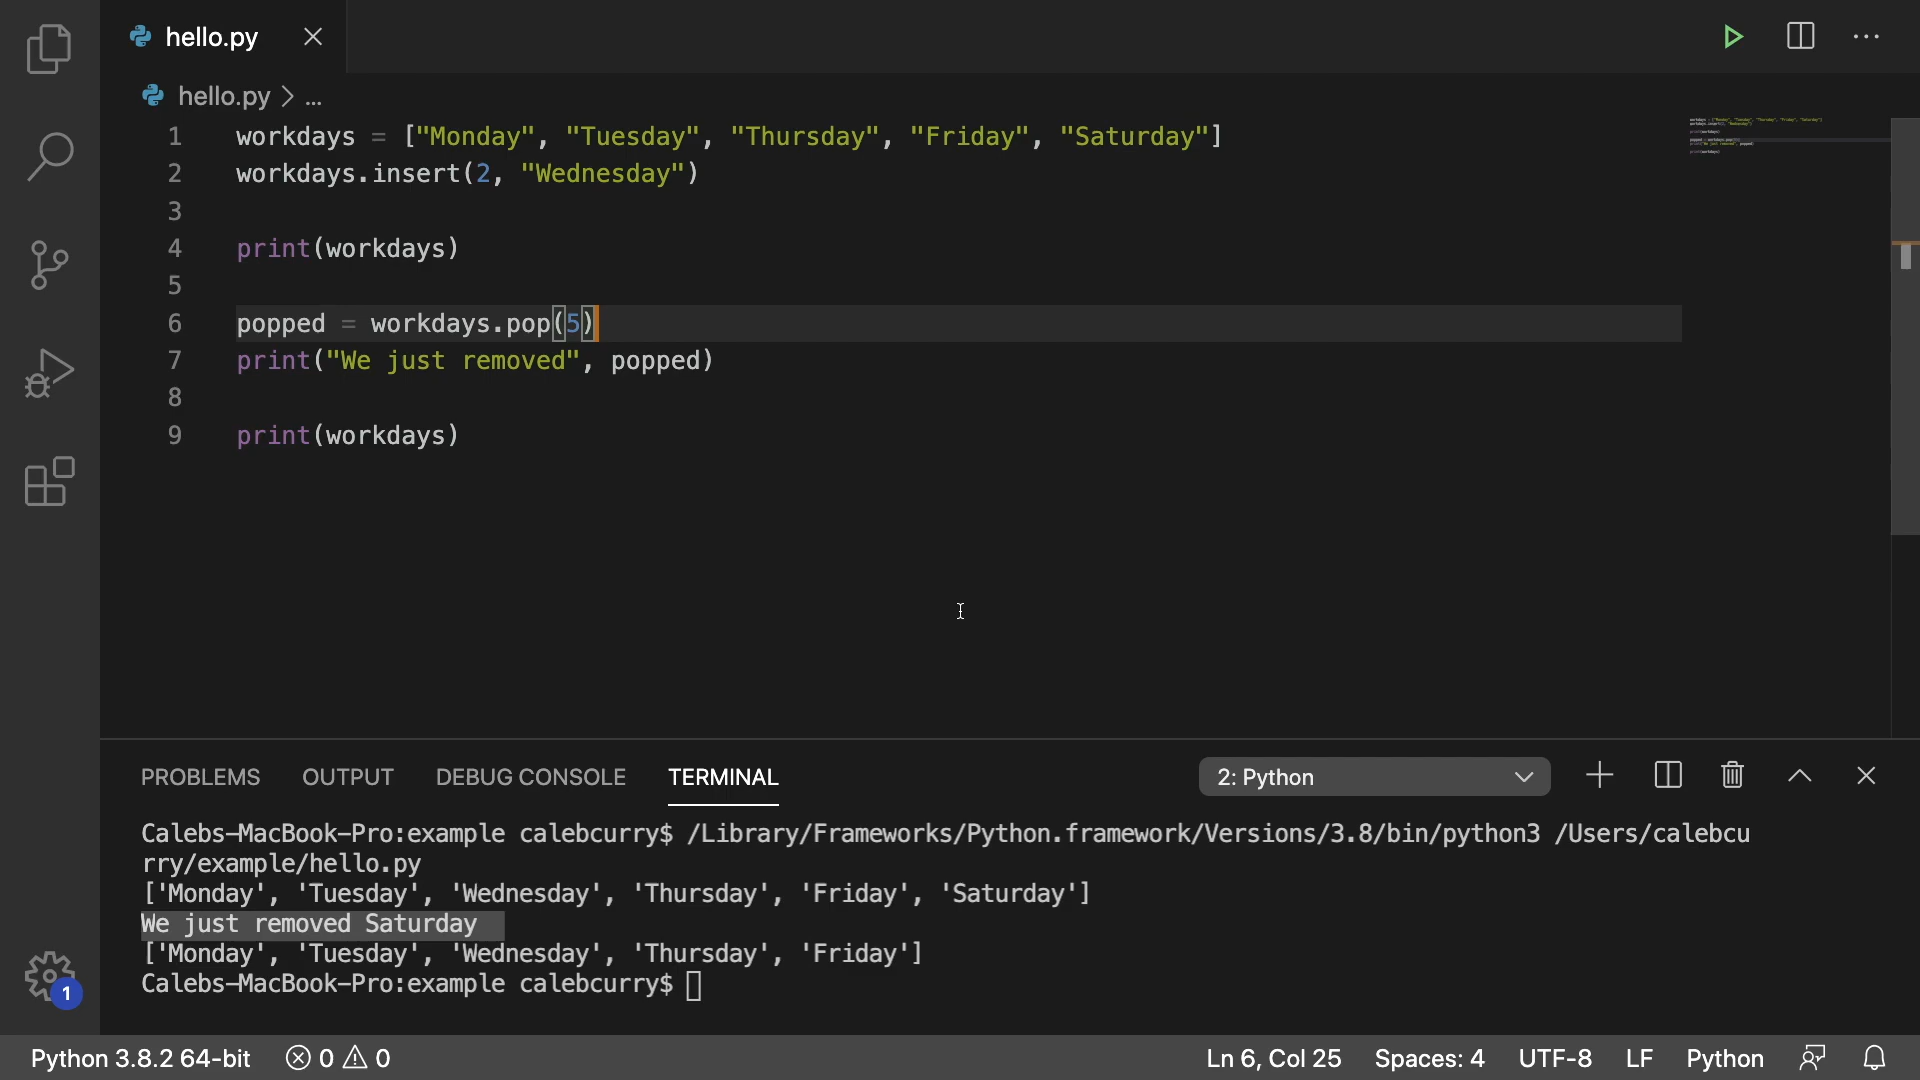 hello.py
hello.py > ...
1 workdays = ["Monday", "Tuesday", "Thursday", "Friday", "Saturday"]
2 workdays.insert(2, "Wednesday")
3
4 print(workdays)
5
6 popped = workdays.pop(5)
7 print("We just removed", popped)
8
9 print(workdays)
PROBLEMS OUTPUT DEBUG CONSOLE TERMINAL 2: Python
Calebs-MacBook-Pro:example calebcurry$ /Library/Frameworks/Python.framework/Versions/3.8/bin/python3 /Users/calebcu
rry/example/hello.py
['Monday', 'Tuesday', 'Wednesday', 'Thursday', 'Friday', 'Saturday']
We just removed Saturday
['Monday', 'Tuesday', 'Wednesday', 'Thursday', 'Friday']
Calebs-MacBook-Pro:example calebcurry$
1
Python 3.8.2 64-bit 0 0 Ln 6, Col 25 Spaces: 4 UTF-8 LF Python